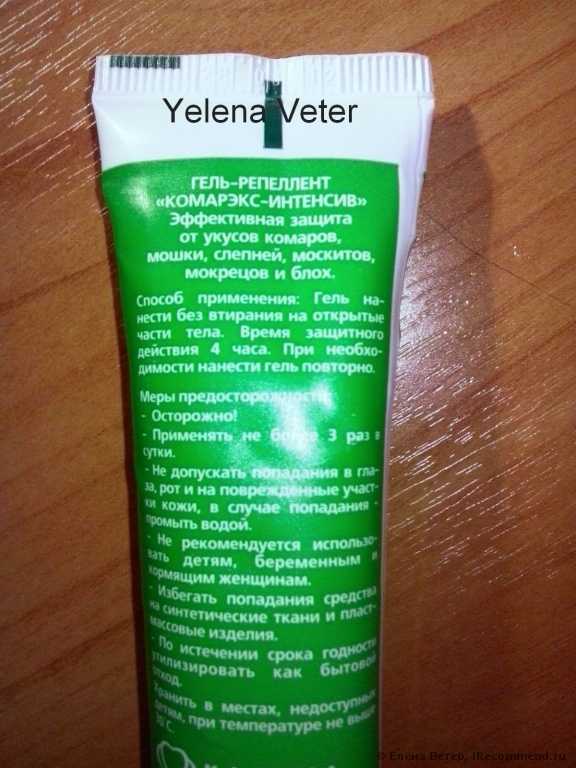 Yelena Veter
ГЕЛЬ-РЕПЕЛЛЕНТ
«КОМАРЭКС-ИНТЕНСИВ»
Эффективная защита
от укусов комаров,
мошки, слепней, москитов,
мокрецов и блох.
Способ применения: Гель на-
нести без втирания на открытые
части тела. Время защитного
действия 4 часа. При необхо-
димости нанести гель повторно.
Меры предосторожности:
- Осторожно!
- Применять не более 3 раз в
сутки.
- Не допускать попадания в гла-
за, рот и на поврежденные участ-
ки кожи, в случае попадания -
промыть водой.
- Не рекомендуется использо-
вать детям, беременным и
кормящим женщинам.
- Избегать попадания средства
на синтетические ткани и пласт-
массовые изделия.
- По истечении срока годности
утилизировать как бытовой
отход.
Хранить в местах, недоступных
детям, при температуре не выше
30°С.
© Елена Ветер, IRecommend.ru